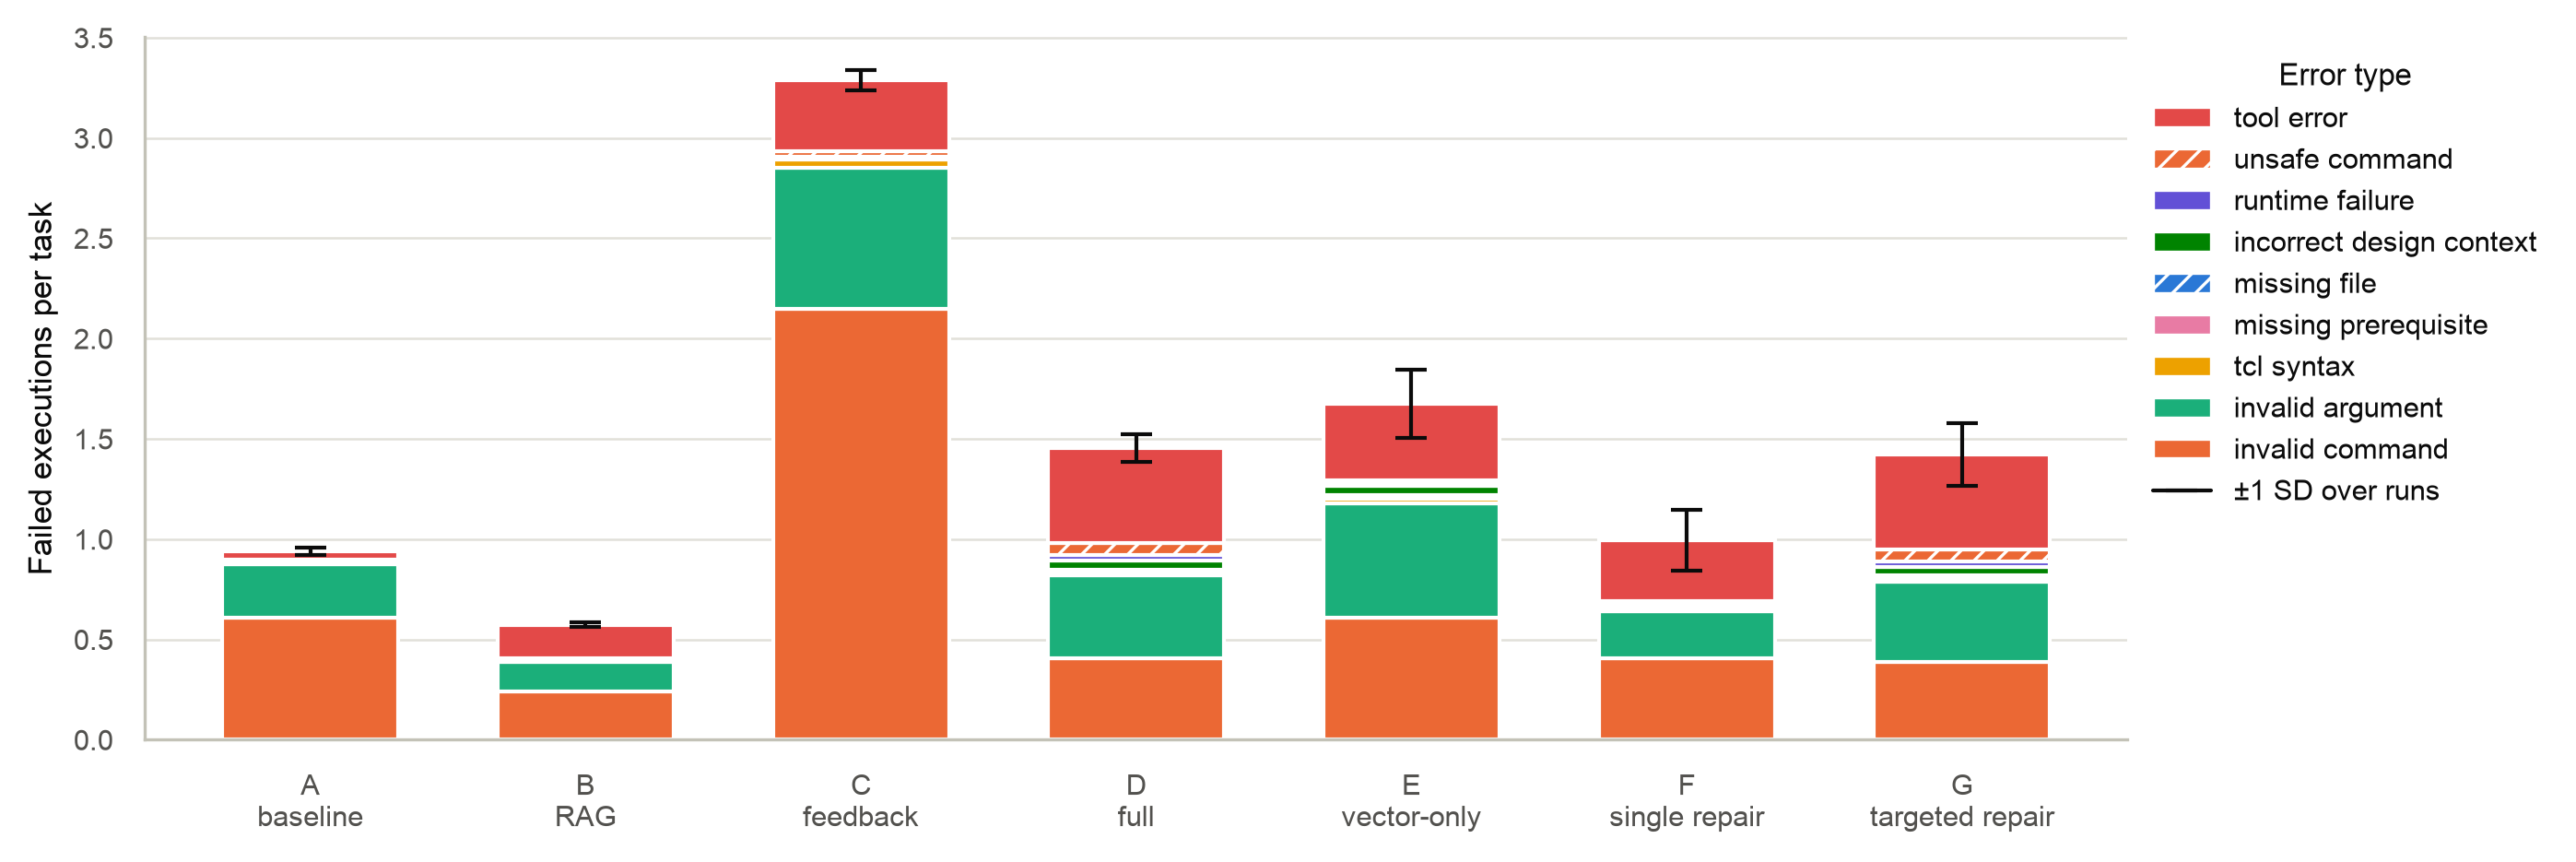 Failed executions per task
3.5
3.0
2.5
2.0
1.5
1.0
0.5
0.0
A
baseline
B
RAG
C
feedback
D
full
E
vector-only
F
single repair
G
targeted repair
Error type
tool error
unsafe command
runtime failure
incorrect design context
missing file
missing prerequisite
tcl syntax
invalid argument
invalid command
±1 SD over runs